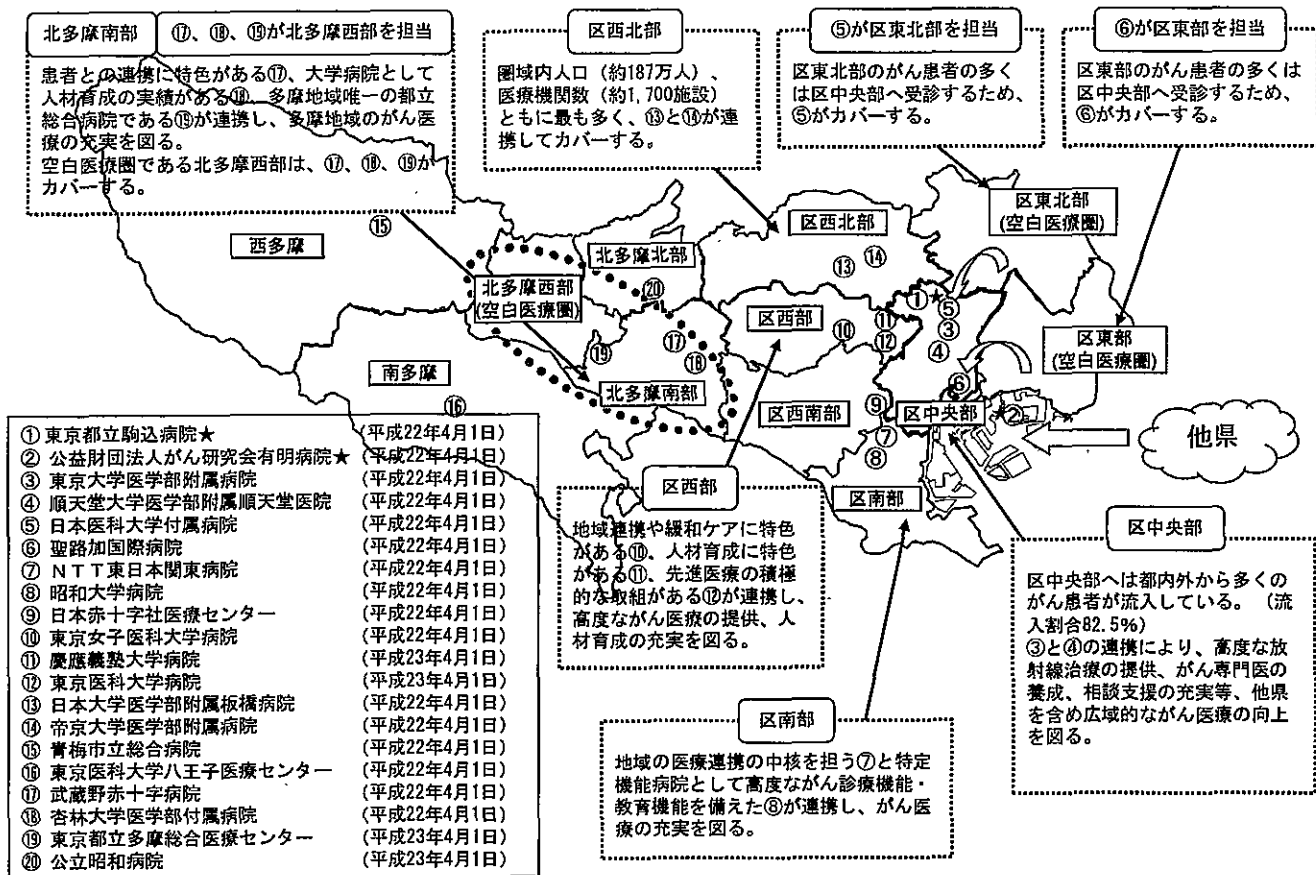 北多摩南部
⑰、⑱、⑲が北多摩西部を担当
患者との連携に特色がある⑰、大学病院として
人材育成の実績がある⑱、多摩地域唯一の都立
総合病院である⑲が連携し、多摩地域のがん医
療の充実を図る。
空白医療圏である北多摩西部は、⑰、⑱、⑲が
カバーする。
区西北部
圏域内人口（約187万人）、
医療機関数（約1,700施設）
ともに最も多く、⑬と⑭が連
携してカバーする。
⑤が区東北部を担当
区東北部のがん患者の多く
は区中央部へ受診するため、
⑤がカバーする。
⑥が区東部を担当
区東部のがん患者の多くは
区中央部へ受診するため、
⑥がカバーする。
西多摩
⑮
北多摩北部
⑳
北多摩西部
(空白医療圏)
区西北部
⑬
⑭
区東北部
(空白医療圏)
①★
⑤
③
④
区西部
⑩
⑪
⑫
区東部
(空白医療圏)
⑰
⑱
⑲
南多摩
⑯
北多摩南部
区西南部
⑨
⑦
⑧
⑥
区中央部
★②
他県
区南部
①東京都立駒込病院★ (平成22年4月1日)
②公益財団法人がん研究会有明病院★ (平成22年4月1日)
③東京大学医学部附属病院 (平成22年4月1日)
④順天堂大学医学部附属順天堂医院 (平成22年4月1日)
⑤日本医科大学付属病院 (平成22年4月1日)
⑥聖路加国際病院 (平成22年4月1日)
⑦ＮＴＴ東日本関東病院 (平成22年4月1日)
⑧昭和大学病院 (平成22年4月1日)
⑨日本赤十字社医療センター (平成22年4月1日)
⑩東京女子医科大学病院 (平成22年4月1日)
⑪慶應義塾大学病院 (平成23年4月1日)
⑫東京医科大学病院 (平成23年4月1日)
⑬日本大学医学部附属板橋病院 (平成22年4月1日)
⑭帝京大学医学部附属病院 (平成22年4月1日)
⑮青梅市立総合病院 (平成22年4月1日)
⑯東京医科大学八王子医療センター (平成22年4月1日)
⑰武蔵野赤十字病院 (平成22年4月1日)
⑱杏林大学医学部付属病院 (平成22年4月1日)
⑲東京都立多摩総合医療センター (平成23年4月1日)
⑳公立昭和病院 (平成23年4月1日)
区西部
地域連携や緩和ケアに特色
がある⑩、人材育成に特色
がある⑪、先進医療の積極
的な取組がある⑫が連携し、
高度ながん医療の提供、人
材育成の充実を図る。
区南部
地域の医療連携の中核を担う⑦と特定
機能病院として高度ながん診療機能・
教育機能を備えた⑧が連携し、がん医
療の充実を図る。
区中央部
区中央部へは都内外から多くの
がん患者が流入している。（流
入割合82.5%）
③と④の連携により、高度な放
射線治療の提供、がん専門医の
養成、相談支援の充実等、他県
を含め広域的ながん医療の向上
を図る。